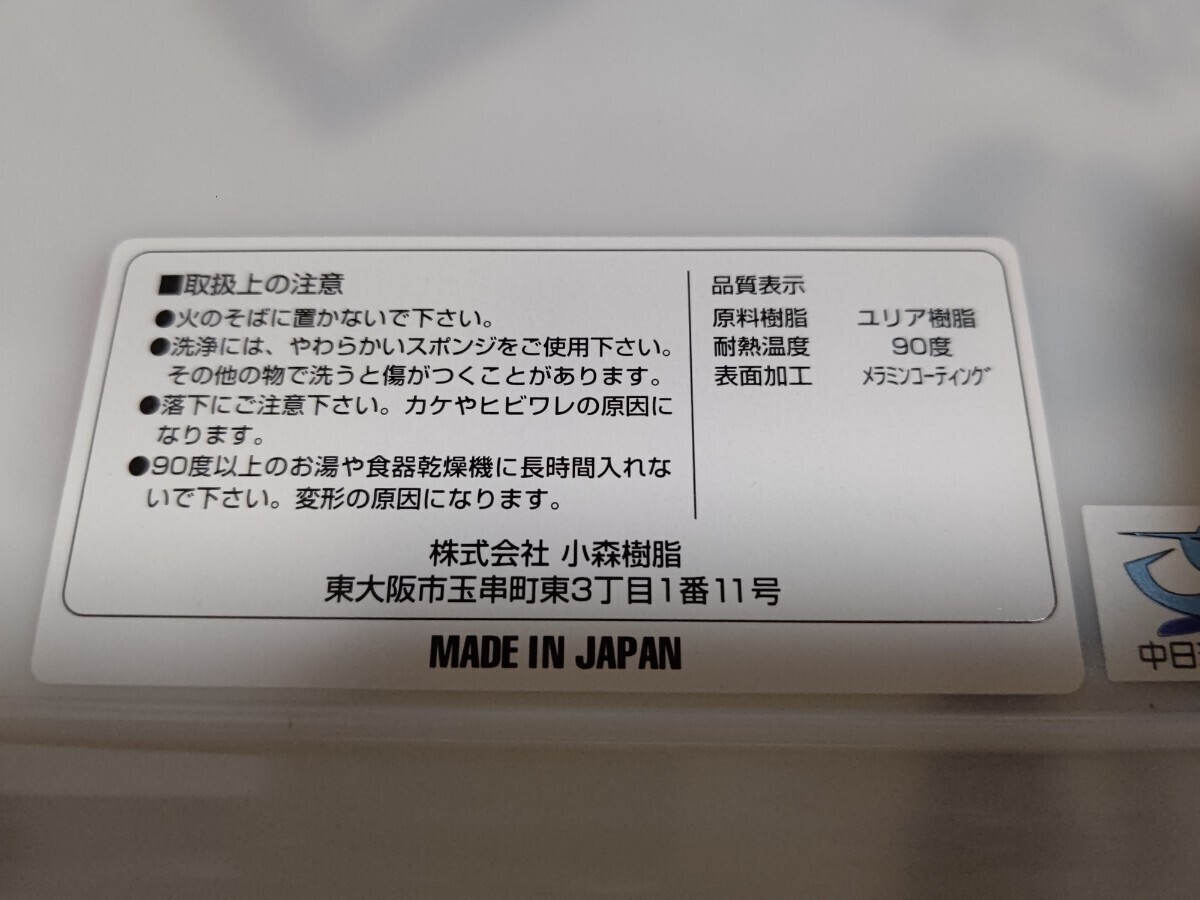 ■取扱上の注意
●火のそばに置かないで下さい。
●洗浄には、やわらかいスポンジをご使用下さい。
その他の物で洗うと傷がつくことがあります。
●落下にご注意下さい。カケやヒビワレの原因に
なります。
●90度以上のお湯や食器乾燥機に長時間入れな
いで下さい。変形の原因になります。
品質表示
原料樹脂 ユリア樹脂
耐熱温度 90度
表面加工 ﾒﾗﾐﾝｺｰﾃｨﾝｸﾞ
株式会社 小森樹脂
東大阪市玉串町東3丁目1番11号
MADE IN JAPAN
中日